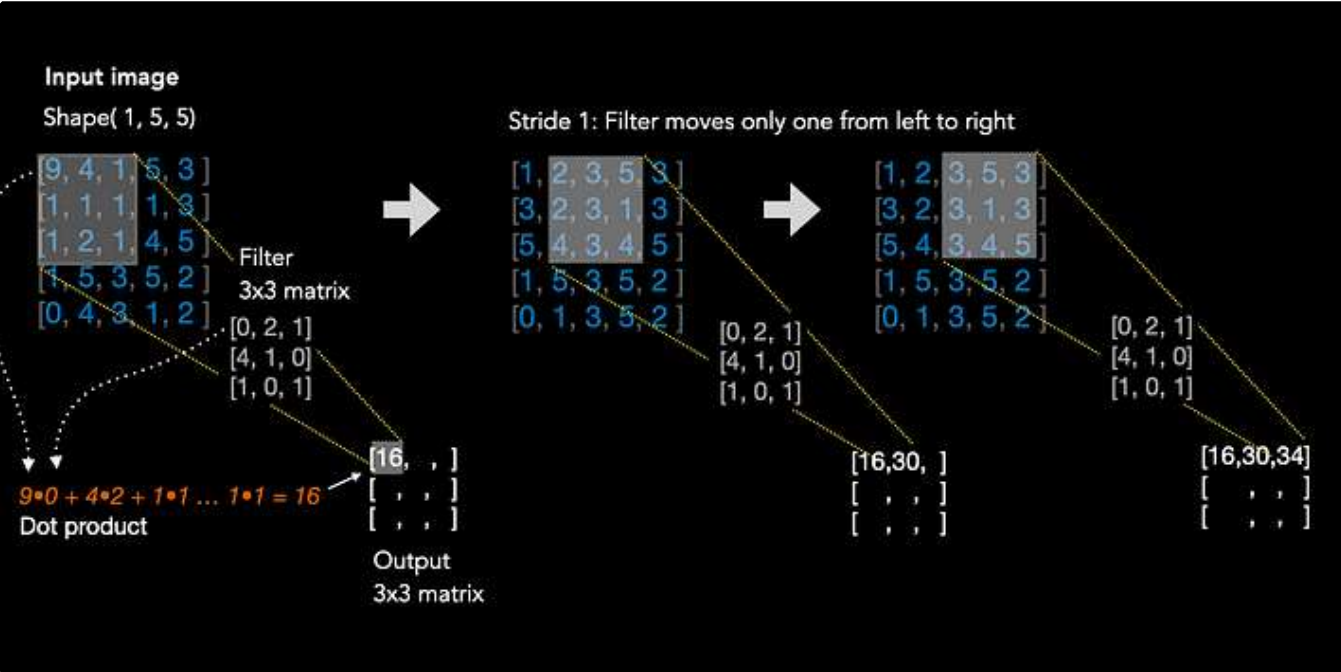 Input image
Shape( 1, 5, 5)
[9, 4, 1, 5, 3 ]
[1, 1, 1, 1, 3 ]
[1, 2, 1, 4, 5 ]
[1, 5, 3, 5, 2 ]
[0, 4, 3, 1, 2 ]
Filter
3x3 matrix
[0, 2, 1]
[4, 1, 0]
[1, 0, 1]
9•0 + 4•2 + 1•1 ... 1•1 = 16
Dot product
[16, , ]
[ , , ]
[ , , ]
Output
3x3 matrix
Stride 1: Filter moves only one from left to right
[1, 2, 3, 5, 3 ]
[3, 2, 3, 1, 3 ]
[5, 4, 3, 4, 5 ]
[1, 5, 3, 5, 2 ]
[0, 1, 3, 5, 2 ]
[0, 2, 1]
[4, 1, 0]
[1, 0, 1]
[16,30, ]
[ , , ]
[ , , ]
[1, 2, 3, 5, 3 ]
[3, 2, 3, 1, 3 ]
[5, 4, 3, 4, 5 ]
[1, 5, 3, 5, 2 ]
[0, 1, 3, 5, 2 ]
[0, 2, 1]
[4, 1, 0]
[1, 0, 1]
[16,30,34]
[ , , ]
[ , , ]